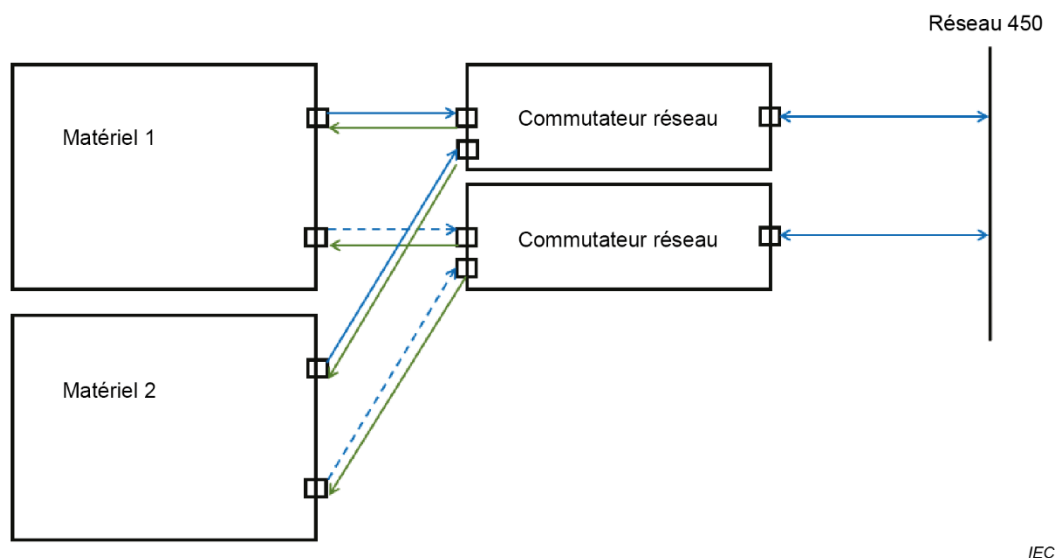 Réseau 450
Matériel 1
Commutateur réseau
Commutateur réseau
Matériel 2
IEC